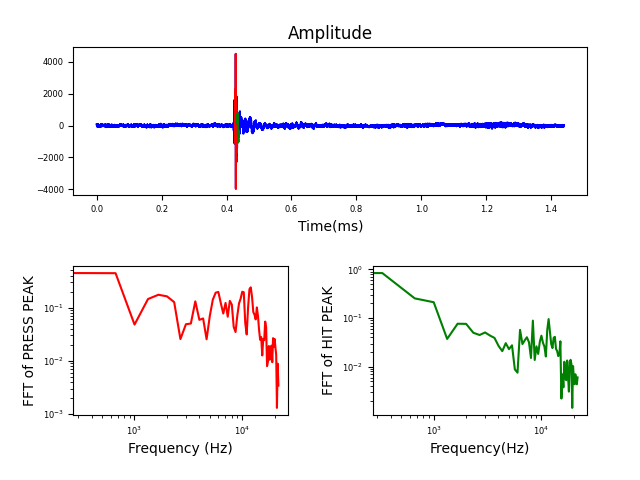 Amplitude
4000
2000
0
−2000
−4000
0.0 0.2 0.4 0.6 0.8 1.0 1.2 1.4
Time(ms)
FFT of PRESS PEAK
10⁻¹
10⁻²
10⁻³
10³ 10⁴
Frequency (Hz)
FFT of HIT PEAK
10⁰
10⁻¹
10⁻²
10³ 10⁴
Frequency(Hz)